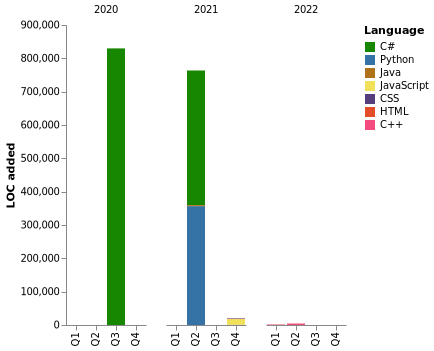 2020 2021 2022
Language
C#
Python
Java
JavaScript
CSS
HTML
C++
LOC added
900,000
800,000
700,000
600,000
500,000
400,000
300,000
200,000
100,000
0
Q1 Q2 Q3 Q4 Q1 Q2 Q3 Q4 Q1 Q2 Q3 Q4